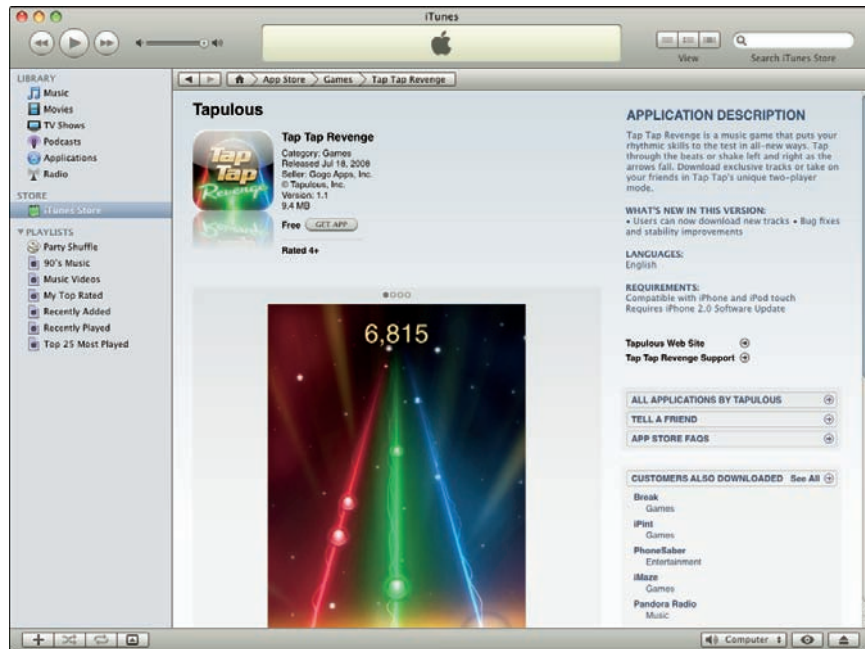 iTunes
View
Search iTunes Store
LIBRARY
Music
Movies
TV Shows
Podcasts
Applications
Radio
STORE
iTunes Store
PLAYLISTS
Party Shuffle
90's Music
Music Videos
My Top Rated
Recently Added
Recently Played
Top 25 Most Played
App Store
Games
Tap Tap Revenge
Tapulous
Tap
Tap
Revenge
Tap Tap Revenge
Category: Games
Released Jul 18, 2008
Seller: Gogo Apps, Inc.
© Tapulous, Inc.
Version: 1.1
9.4 MB
Free GET APP
Rated 4+
6,815
APPLICATION DESCRIPTION
Tap Tap Revenge is a music game that puts your
rhythmic skills to the test in all-new ways. Tap
through the beats or shake left and right as the
arrows fall. Download exclusive tracks or take on
your friends in Tap Tap's unique two-player
mode.
WHAT'S NEW IN THIS VERSION:
• Users can now download new tracks • Bug fixes
and stability improvements
LANGUAGES:
English
REQUIREMENTS:
Compatible with iPhone and iPod touch
Requires iPhone 2.0 Software Update
Tapulous Web Site
Tap Tap Revenge Support
ALL APPLICATIONS BY TAPULOUS
TELL A FRIEND
APP STORE FAQS
CUSTOMERS ALSO DOWNLOADED See All
Break
Games
iPint
Games
PhoneSaber
Entertainment
iMaze
Games
Pandora Radio
Music
Computer